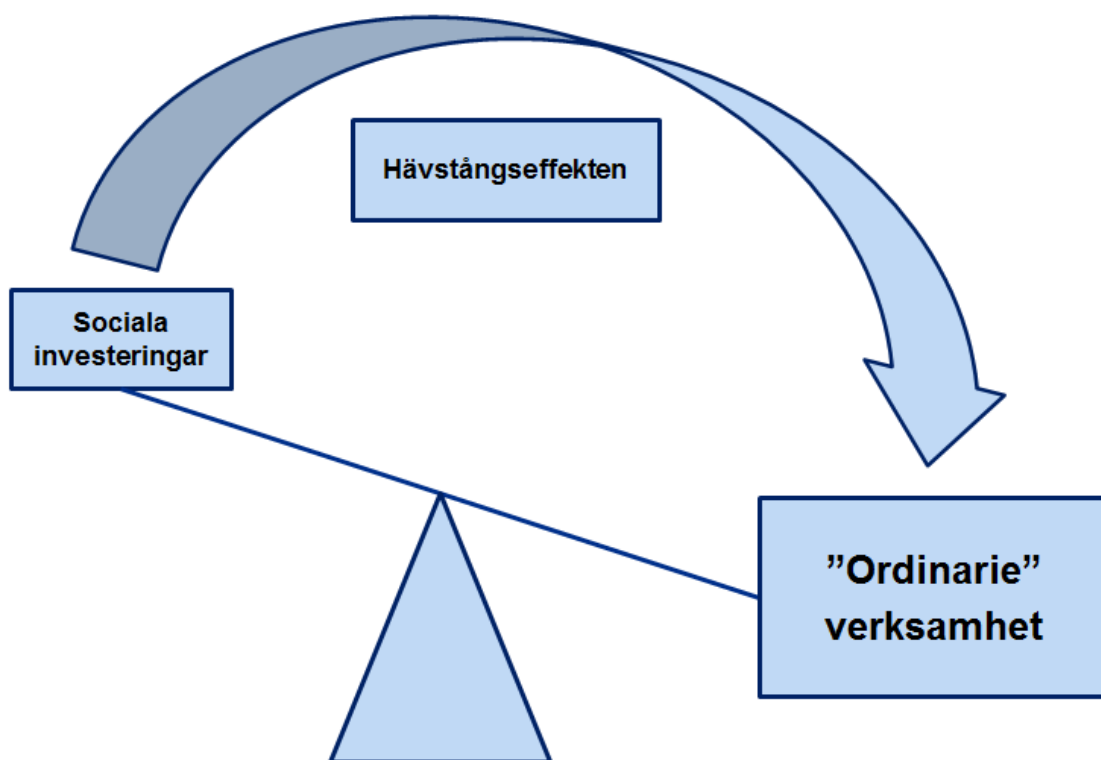 Hävstångseffekten
Sociala
investeringar
”Ordinarie”
verksamhet